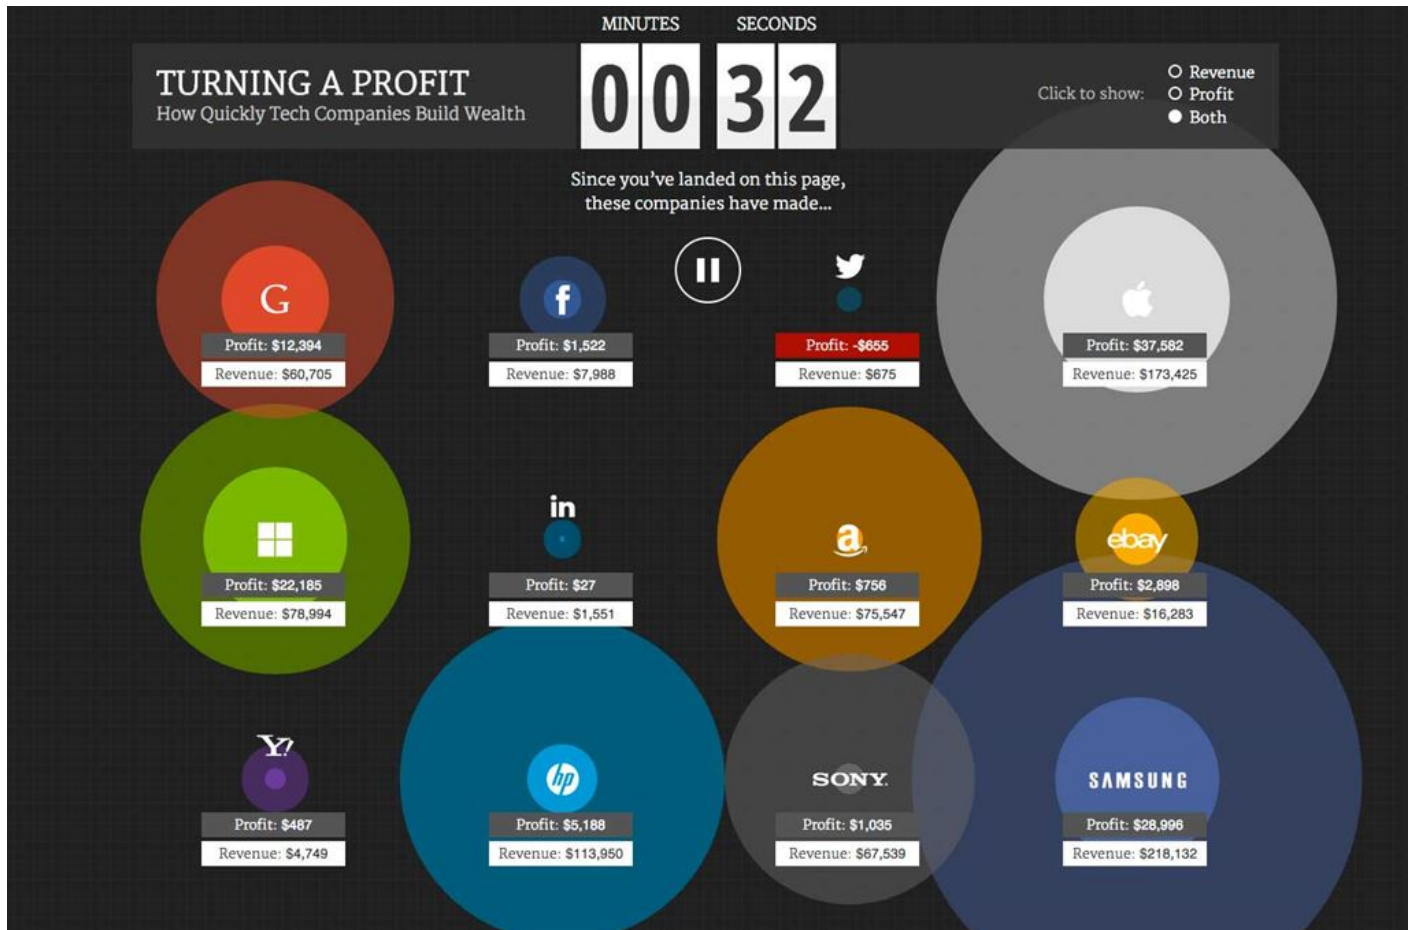 MINUTES SECONDS
TURNING A PROFIT
How Quickly Tech Companies Build Wealth
00 32
Click to show:
Revenue
Profit
Both
Since you've landed on this page,
these companies have made...
G
Profit: $12,394
Revenue: $60,705
f
Profit: $1,522
Revenue: $7,988
Profit: -$655
Revenue: $675
Profit: $37,582
Revenue: $173,425
Profit: $22,185
Revenue: $78,994
in
Profit: $27
Revenue: $1,551
a
Profit: $756
Revenue: $75,547
ebay
Profit: $2,898
Revenue: $16,283
Y!
Profit: $487
Revenue: $4,749
hp
Profit: $5,188
Revenue: $113,950
SONY
Profit: $1,035
Revenue: $67,539
SAMSUNG
Profit: $28,996
Revenue: $218,132